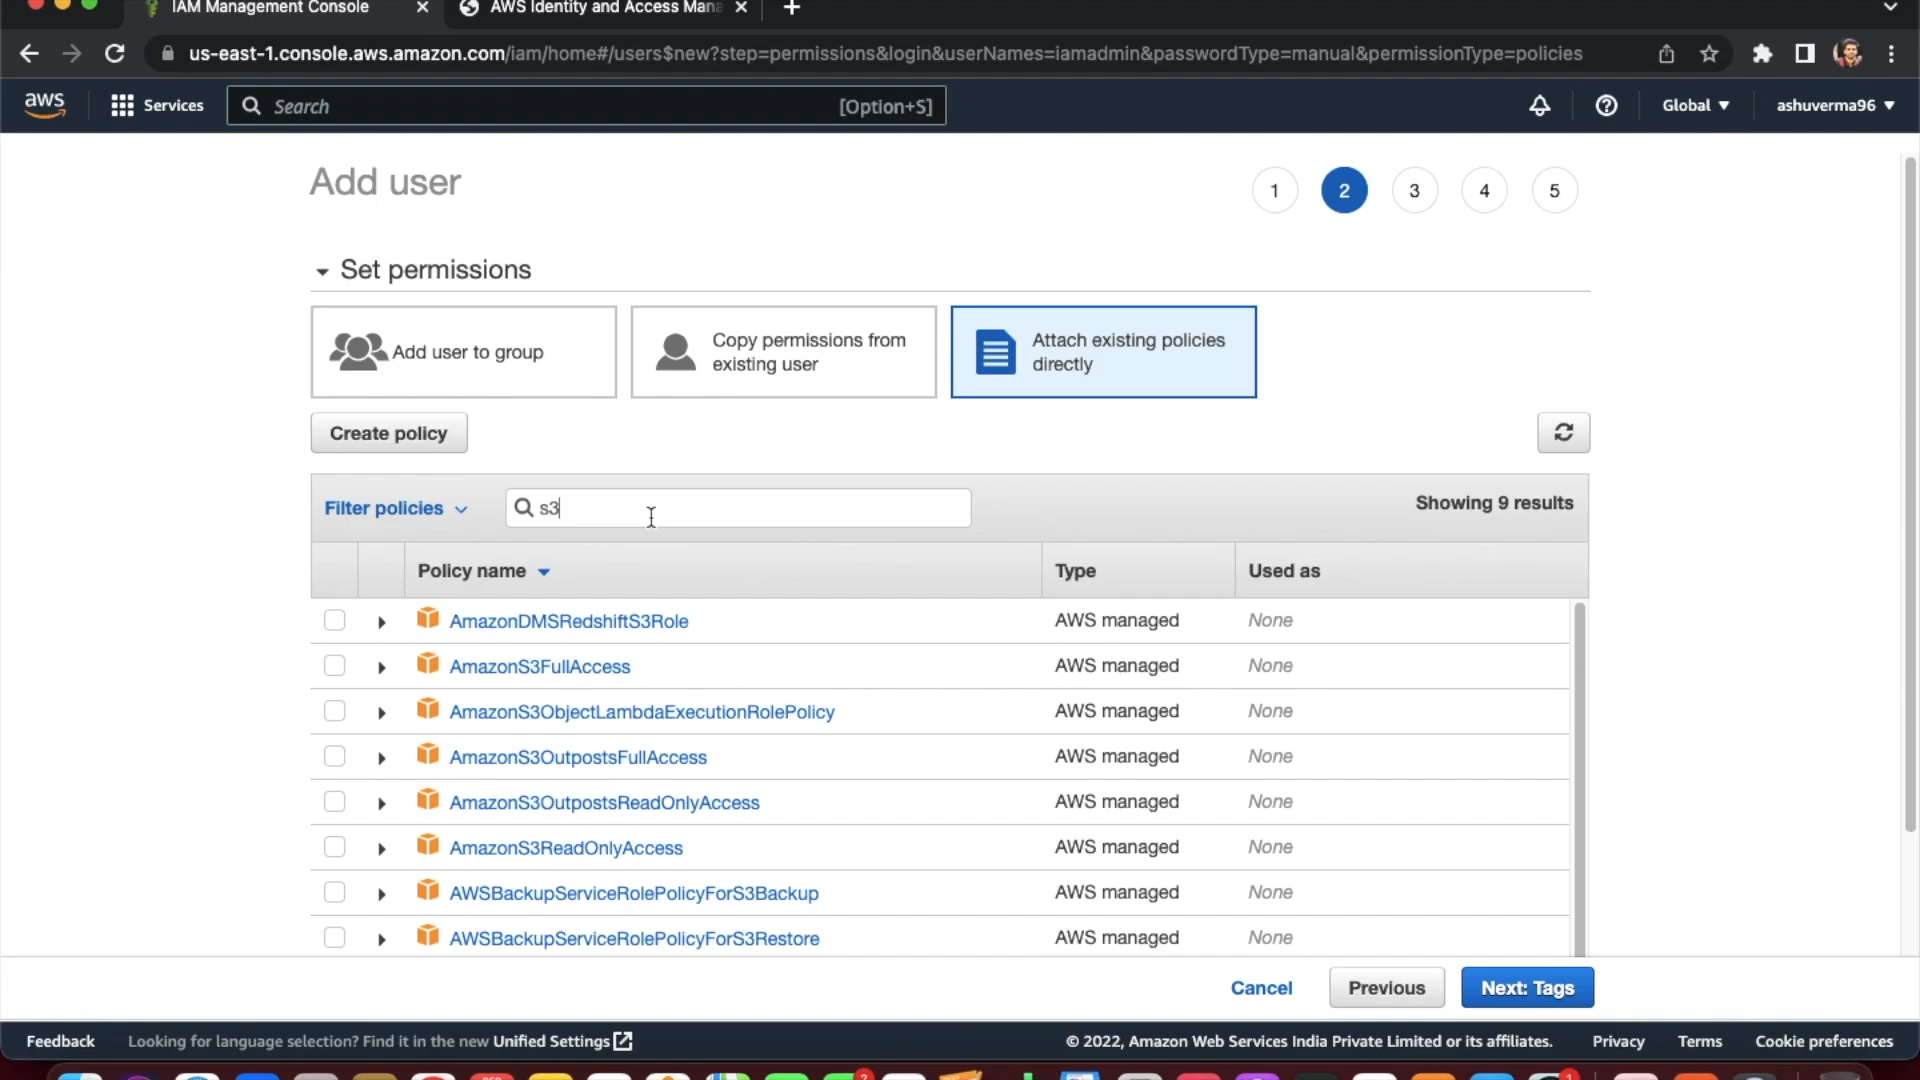 IAM Management Console
AWS Identity and Access Mana
us-east-1.console.aws.amazon.com/iam/home#/users$new?step=permissions&login&userNames=iamadmin&passwordType=manual&permissionType=policies
aws
Services
Search
[Option+S]
Global
ashuverma96
Add user
1
2
3
4
5
Set permissions
Add user to group
Copy permissions from
existing user
Attach existing policies
directly
Create policy
Filter policies
s3
Showing 9 results
Policy name
Type
Used as
AmazonDMSRedshiftS3Role AWS managed None
AmazonS3FullAccess AWS managed None
AmazonS3ObjectLambdaExecutionRolePolicy AWS managed None
AmazonS3OutpostsFullAccess AWS managed None
AmazonS3OutpostsReadOnlyAccess AWS managed None
AmazonS3ReadOnlyAccess AWS managed None
AWSBackupServiceRolePolicyForS3Backup AWS managed None
AWSBackupServiceRolePolicyForS3Restore AWS managed None
Cancel
Previous
Next: Tags
Feedback
Looking for language selection? Find it in the new Unified Settings
© 2022, Amazon Web Services India Private Limited or its affiliates.
Privacy
Terms
Cookie preferences